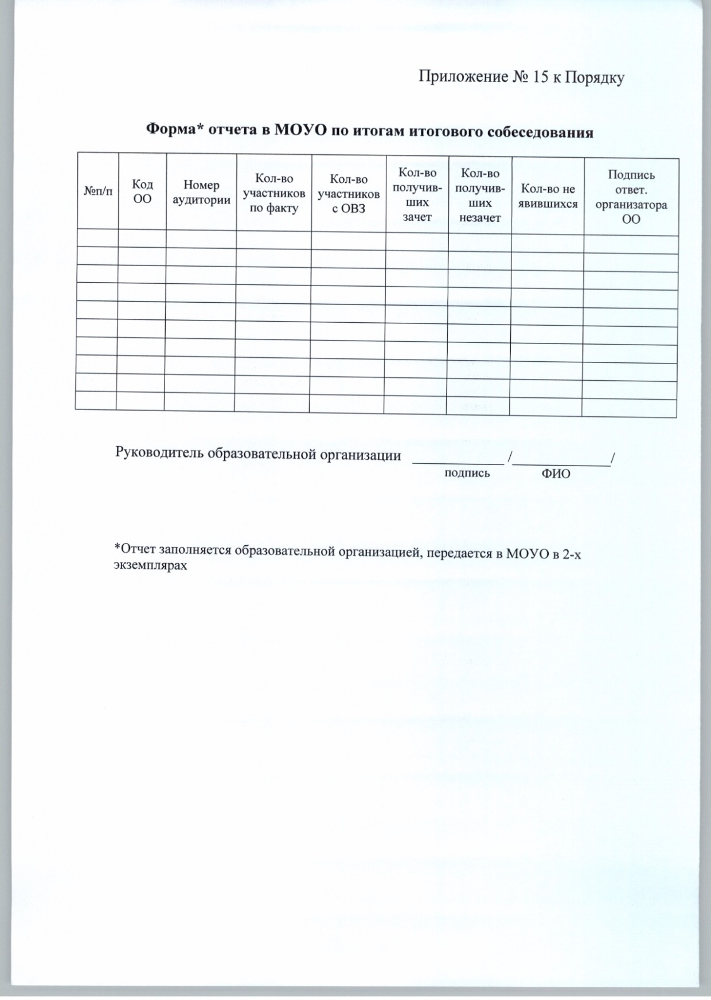 Приложение № 15 к Порядку
Форма* отчета в МОУО по итогам итогового собеседования
№п/п
Код
ОО
Номер
аудитории
Кол-во
участников
по факту
Кол-во
участников
с ОВЗ
Кол-во
получив-
ших
зачет
Кол-во
получив-
ших
незачет
Кол-во не
явившихся
Подпись
ответ.
организатора
ОО
Руководитель образовательной организации ____________ /_____________/
подпись ФИО
*Отчет заполняется образовательной организацией, передается в МОУО в 2-х
экземплярах